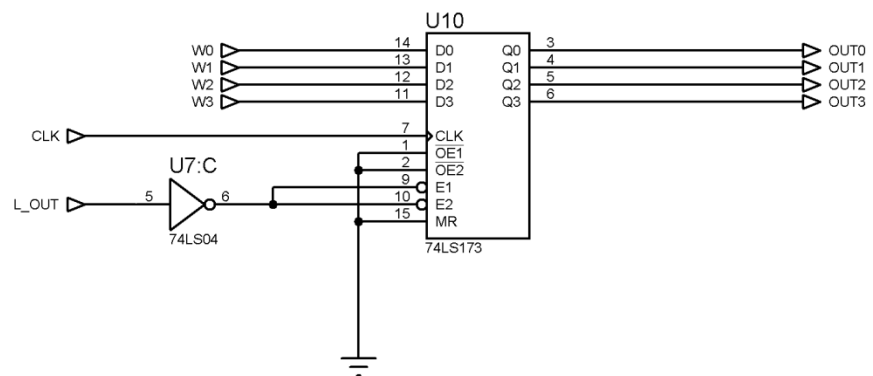 U10
W0 14 D0 Q0 3 OUT0
W1 13 D1 Q1 4 OUT1
W2 12 D2 Q2 5 OUT2
W3 11 D3 Q3 6 OUT3
CLK 7 CLK
1 OE1
U7:C 2 OE2
9 E1
L_OUT 5 6 10 E2
15 MR
74LS04 74LS173